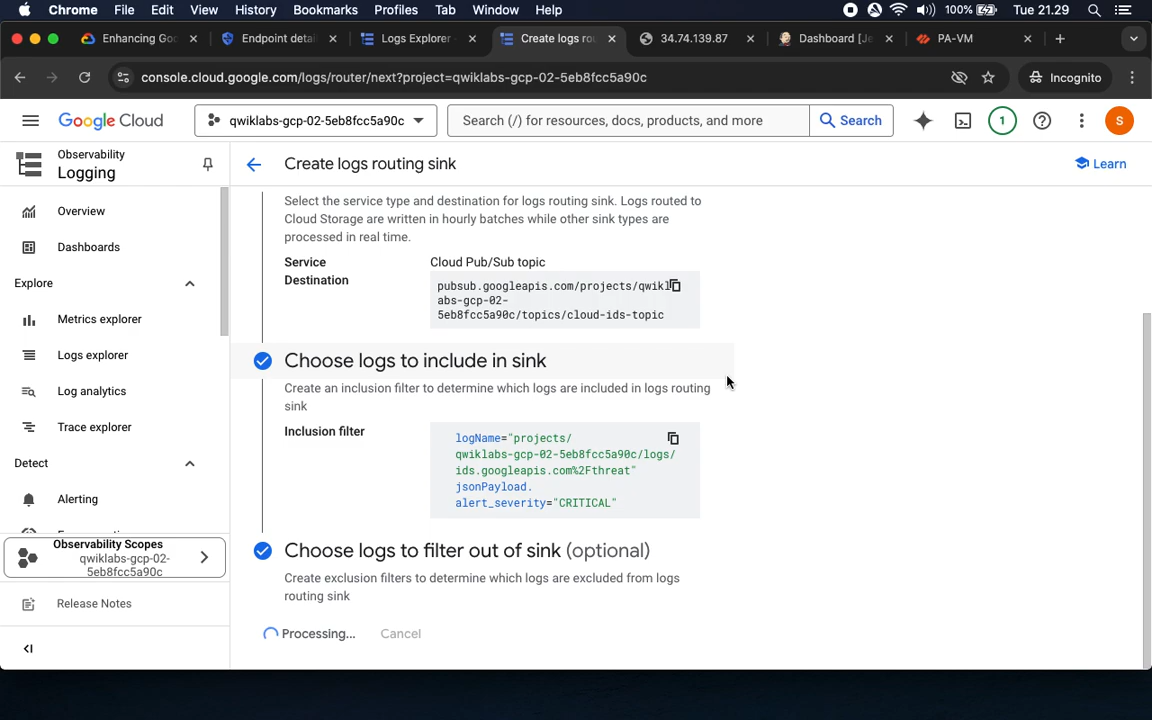 Chrome File Edit View History Bookmarks Profiles Tab Window Help 100% Tue 21.29
Enhancing Goo Endpoint detai Logs Explorer Create logs rou 34.74.139.87 Dashboard [Je PA-VM
console.cloud.google.com/logs/router/next?project=qwiklabs-gcp-02-5eb8fcc5a90c Incognito
Google Cloud qwiklabs-gcp-02-5eb8fcc5a90c Search (/) for resources, docs, products, and more Search 1 S
Observability
Logging
Create logs routing sink Learn
Overview
Dashboards
Explore
Metrics explorer
Logs explorer
Log analytics
Trace explorer
Detect
Alerting
Observability Scopes
qwiklabs-gcp-02-
5eb8fcc5a90c
Release Notes
Select the service type and destination for logs routing sink. Logs routed to
Cloud Storage are written in hourly batches while other sink types are
processed in real time.
Service Cloud Pub/Sub topic
Destination
pubsub.googleapis.com/projects/qwikl
abs-gcp-02-
5eb8fcc5a90c/topics/cloud-ids-topic
Choose logs to include in sink
Create an inclusion filter to determine which logs are included in logs routing
sink
Inclusion filter
logName="projects/
qwiklabs-gcp-02-5eb8fcc5a90c/logs/
ids.googleapis.com%2Fthreat"
jsonPayload.
alert_severity="CRITICAL"
Choose logs to filter out of sink (optional)
Create exclusion filters to determine which logs are excluded from logs
routing sink
Processing... Cancel